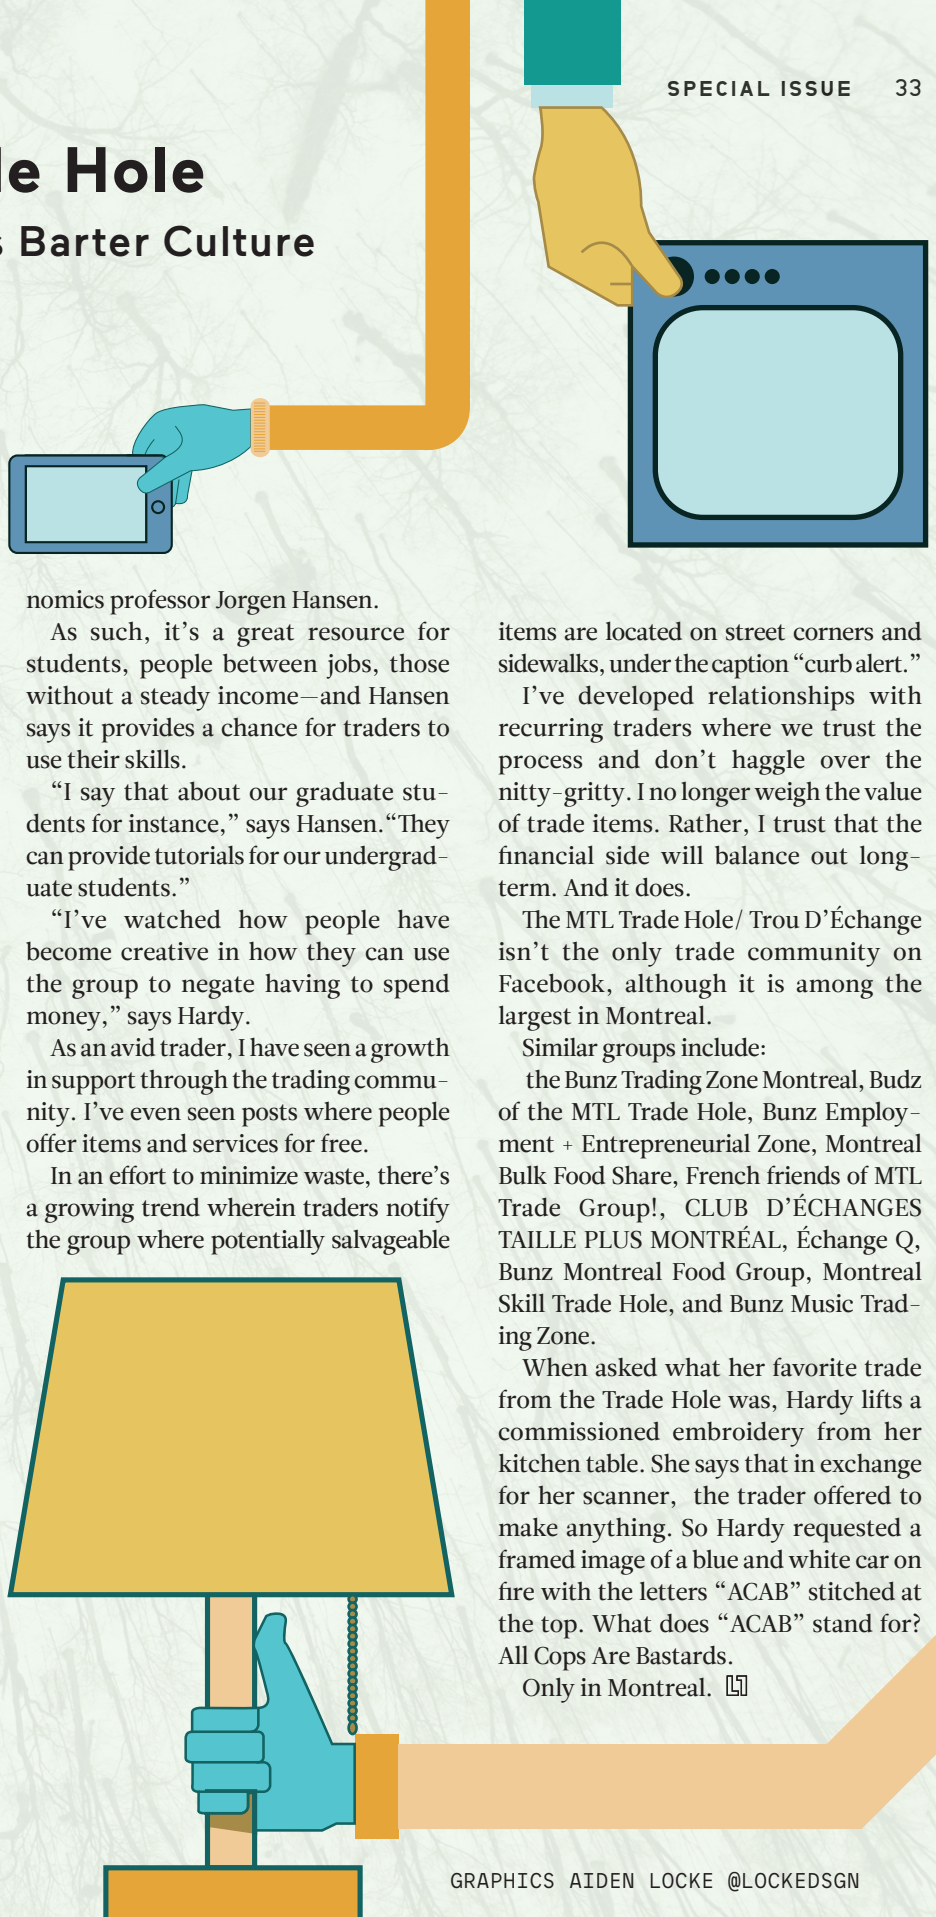 SPECIAL ISSUE 33
le Hole
s Barter Culture
nomics professor Jorgen Hansen.
As such, it’s a great resource for
students, people between jobs, those
without a steady income—and Hansen
says it provides a chance for traders to
use their skills.
“I say that about our graduate stu-
dents for instance,” says Hansen.“They
can provide tutorials for our undergrad-
uate students.”
“I’ve watched how people have
become creative in how they can use
the group to negate having to spend
money,” says Hardy.
As an avid trader, I have seen a growth
in support through the trading commu-
nity. I’ve even seen posts where people
offer items and services for free.
In an effort to minimize waste, there’s
a growing trend wherein traders notify
the group where potentially salvageable
items are located on street corners and
sidewalks, under the caption “curb alert.”
I’ve developed relationships with
recurring traders where we trust the
process and don’t haggle over the
nitty-gritty. I no longer weigh the value
of trade items. Rather, I trust that the
financial side will balance out long-
term. And it does.
The MTL Trade Hole/ Trou D’Échange
isn’t the only trade community on
Facebook, although it is among the
largest in Montreal.
Similar groups include:
the Bunz Trading Zone Montreal, Budz
of the MTL Trade Hole, Bunz Employ-
ment + Entrepreneurial Zone, Montreal
Bulk Food Share, French friends of MTL
Trade Group!, CLUB D’ÉCHANGES
TAILLE PLUS MONTRÉAL, Échange Q,
Bunz Montreal Food Group, Montreal
Skill Trade Hole, and Bunz Music Trad-
ing Zone.
When asked what her favorite trade
from the Trade Hole was, Hardy lifts a
commissioned embroidery from her
kitchen table. She says that in exchange
for her scanner, the trader offered to
make anything. So Hardy requested a
framed image of a blue and white car on
fire with the letters “ACAB” stitched at
the top. What does “ACAB” stand for?
All Cops Are Bastards.
Only in Montreal.
GRAPHICS AIDEN LOCKE @LOCKEDSGN